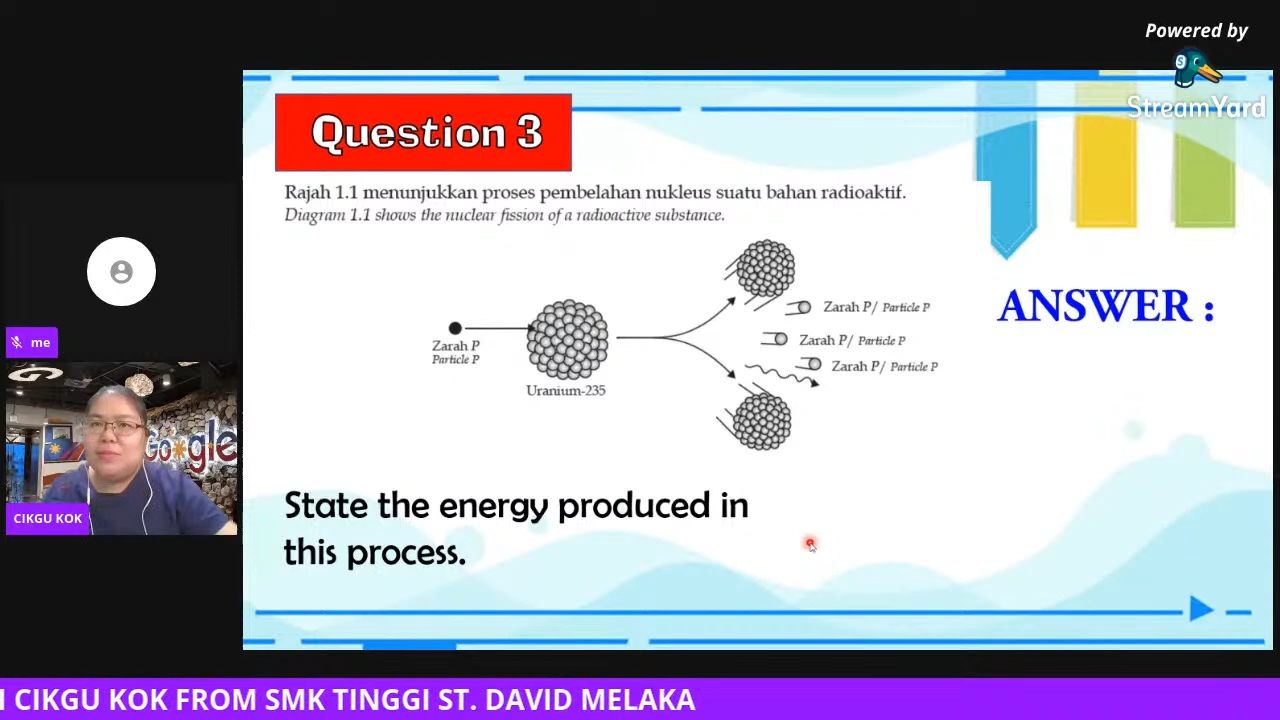 Powered by
StreamYard
Question 3
Rajah 1.1 menunjukkan proses pembelahan nukleus suatu bahan radioaktif.
Diagram 1.1 shows the nuclear fission of a radioactive substance.
Zarah P/ Particle P
Zarah P/ Particle P
Zarah P/ Particle P
Zarah P
Particle P
Uranium-235
ANSWER :
State the energy produced in
this process.
me
Google
CIKGU KOK
CIKGU KOK FROM SMK TINGGI ST. DAVID MELAKA